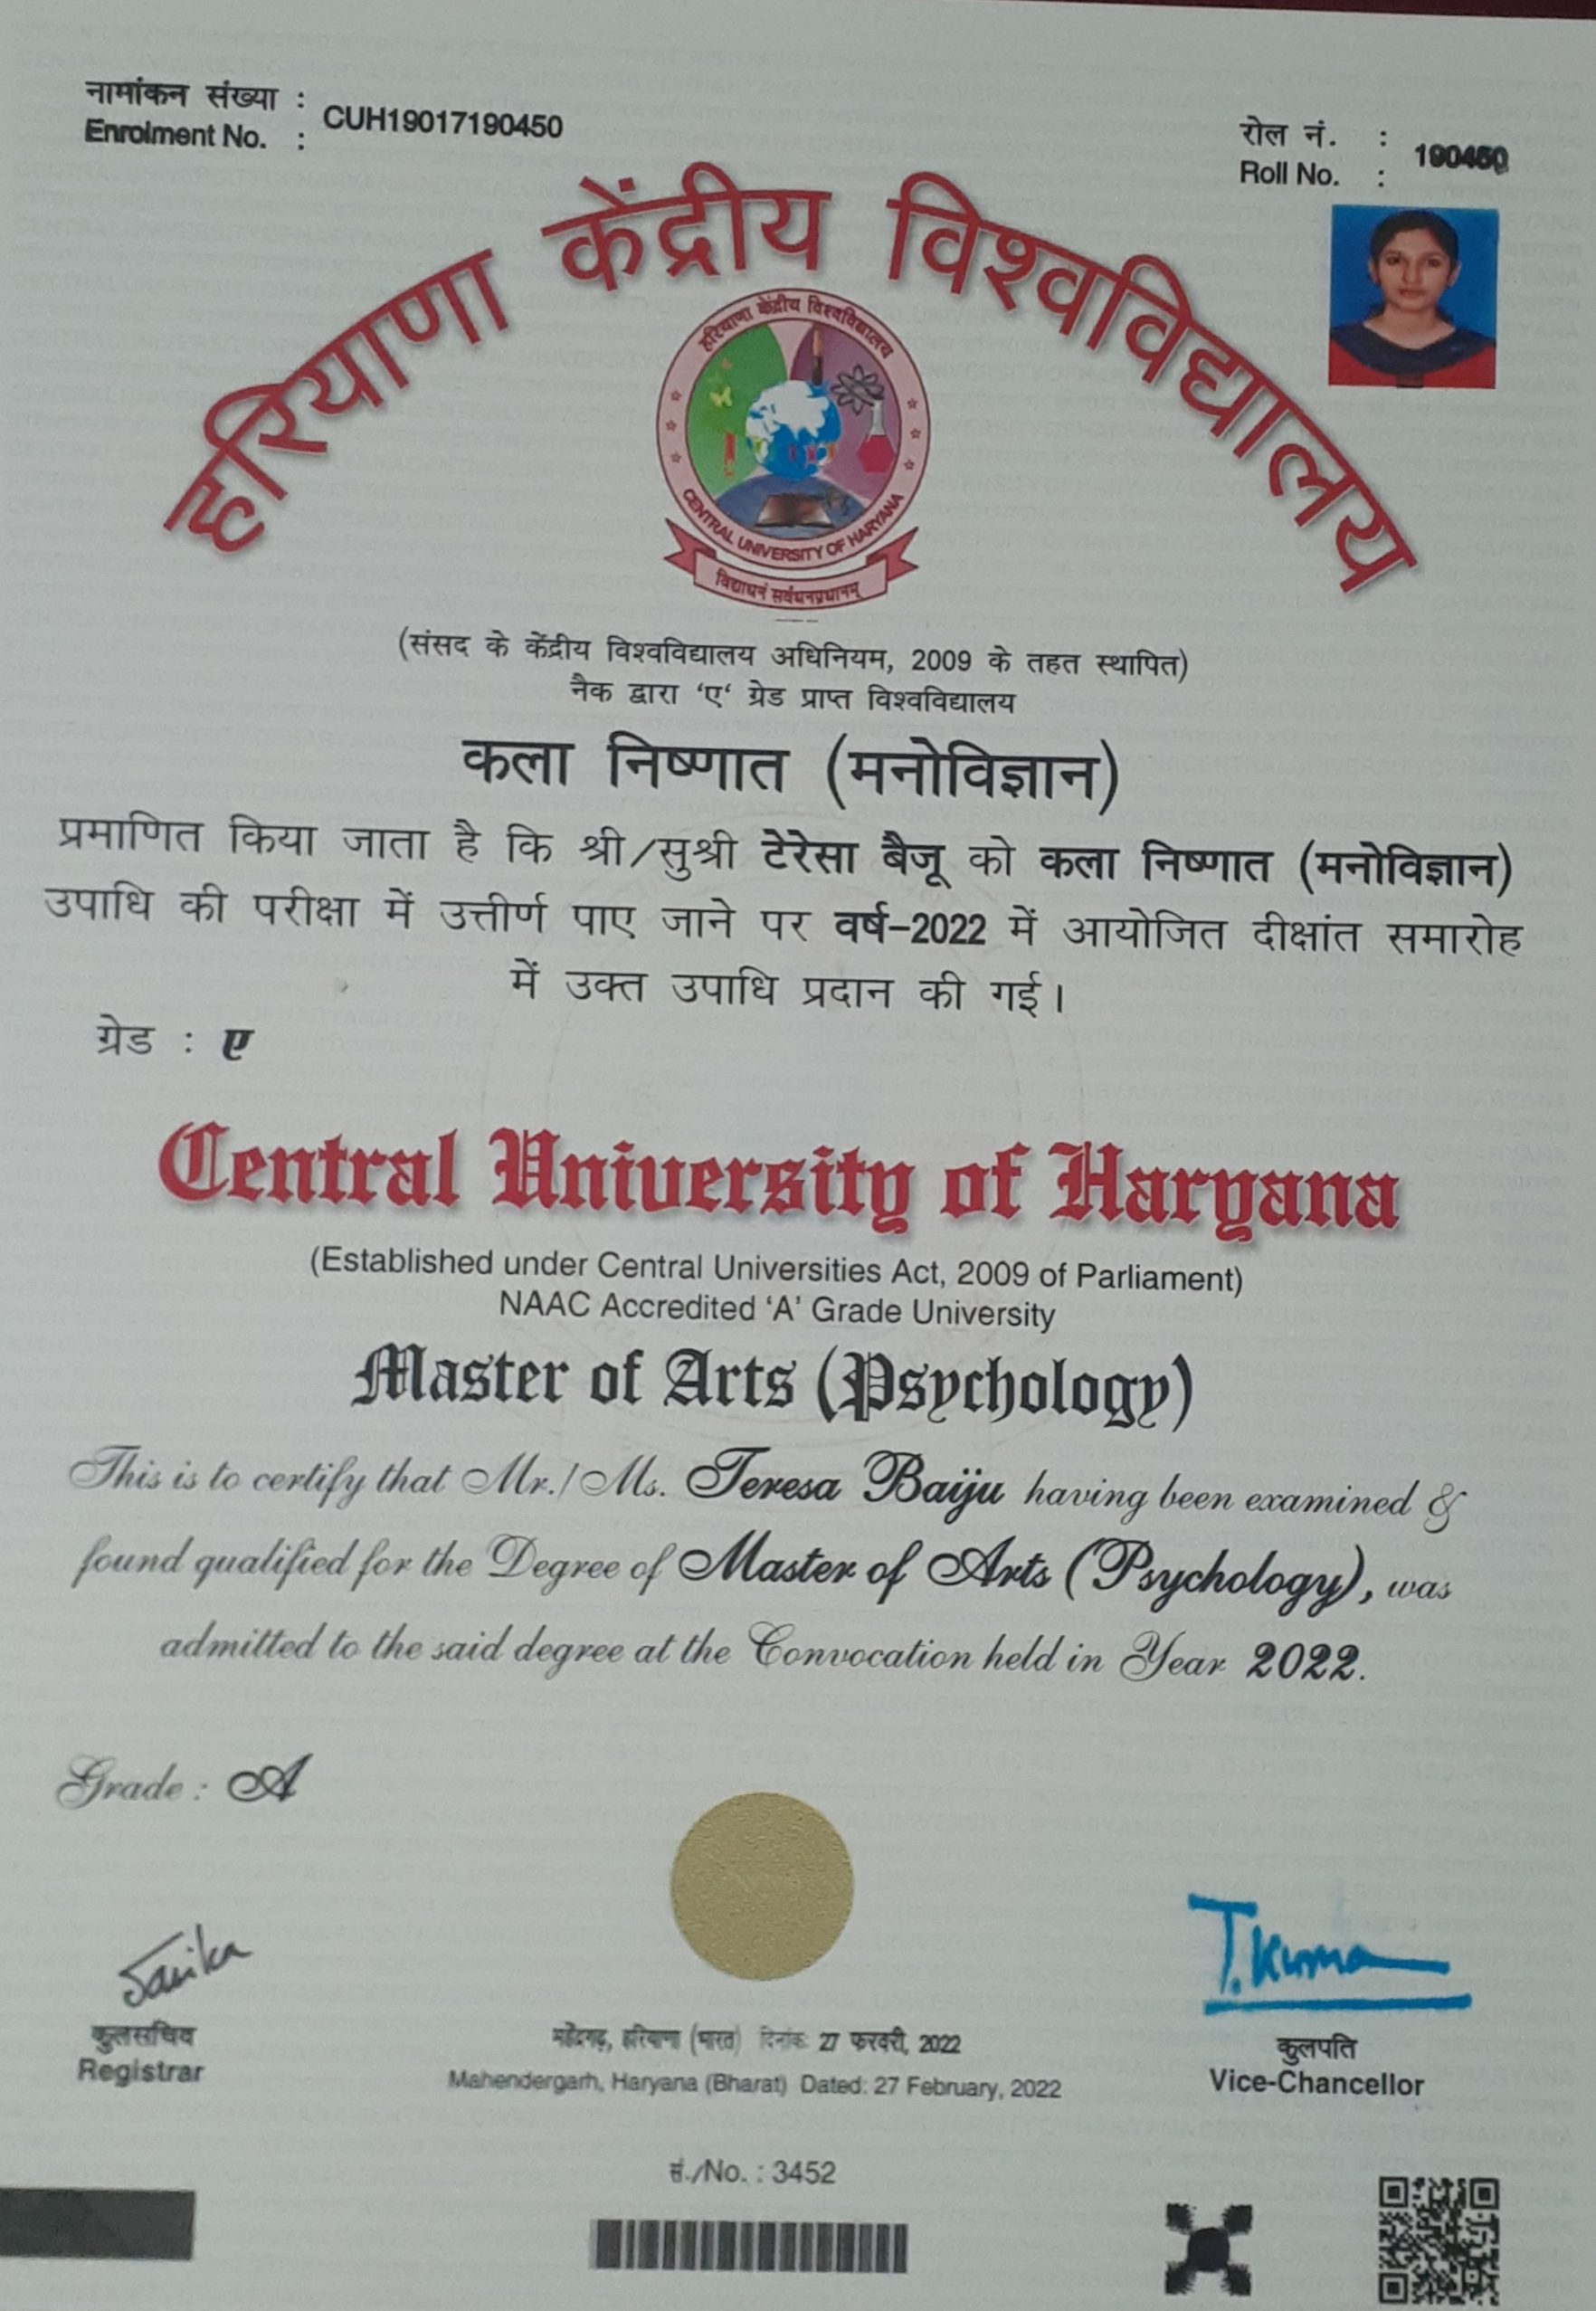 नामांकन संख्या :
Enrolment No. : CUH19017190450
रोल नं. :
Roll No. : 190450
हरियाणा केंद्रीय विश्वविद्यालय
हरियाणा केंद्रीय विश्वविद्यालय
CENTRAL UNIVERSITY OF HARYANA
विद्याधनं सर्वधनप्रधानम्
(संसद के केंद्रीय विश्वविद्यालय अधिनियम, 2009 के तहत स्थापित)
नैक द्वारा ‘ए‘ ग्रेड प्राप्त विश्वविद्यालय
कला निष्णात (मनोविज्ञान)
प्रमाणित किया जाता है कि श्री/सुश्री टेरेसा बैजू को कला निष्णात (मनोविज्ञान)
उपाधि की परीक्षा में उत्तीर्ण पाए जाने पर वर्ष-2022 में आयोजित दीक्षांत समारोह
में उक्त उपाधि प्रदान की गई।
ग्रेड : ए
Central University of Haryana
(Established under Central Universities Act, 2009 of Parliament)
NAAC Accredited ‘A’ Grade University
Master of Arts (Psychology)
This is to certify that Mr./Ms. Teresa Baiju having been examined &
found qualified for the Degree of Master of Arts (Psychology), was
admitted to the said degree at the Convocation held in Year 2022.
Grade : A
Sarika
T. Kumar
कुलसचिव
Registrar
महेंद्रगढ़, हरियाणा (भारत) दिनांक: 27 फरवरी, 2022
Mahendergarh, Haryana (Bharat) Dated: 27 February, 2022
कुलपति
Vice-Chancellor
सं./No. : 3452